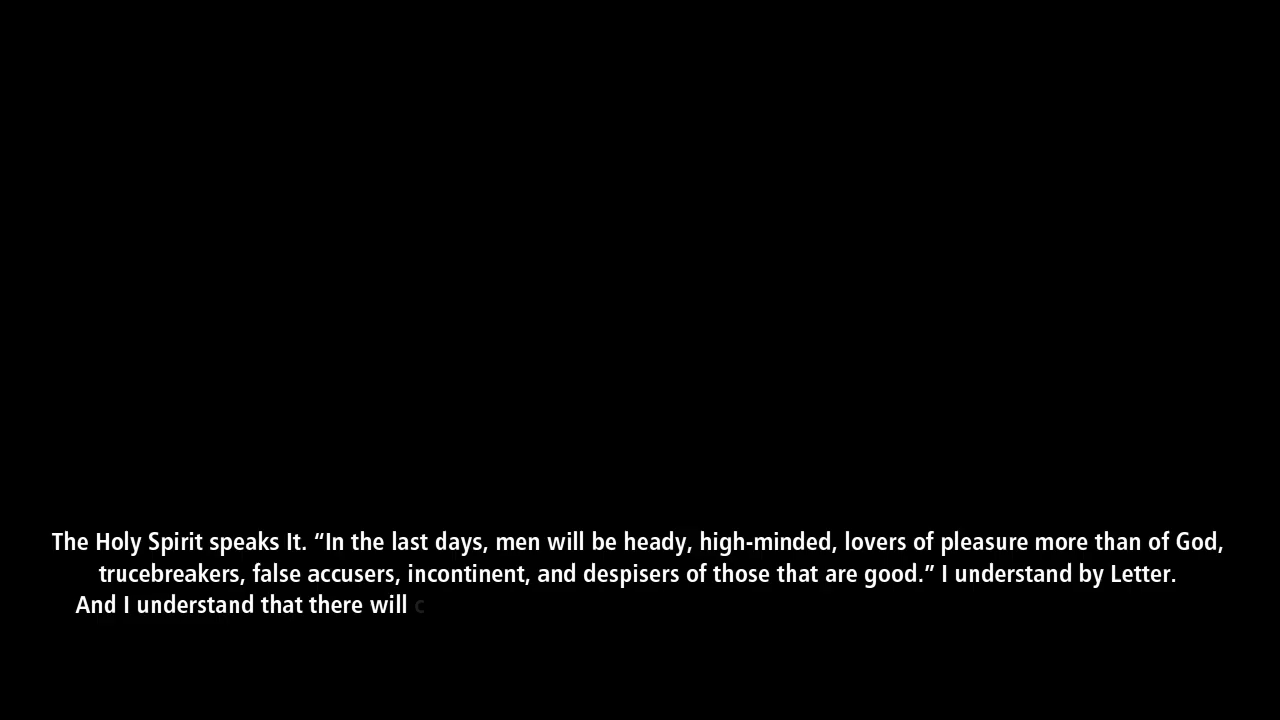 The Holy Spirit speaks It. “In the last days, men will be heady, high-minded, lovers of pleasure more than of God,
trucebreakers, false accusers, incontinent, and despisers of those that are good.” I understand by Letter.
And I understand that there will c